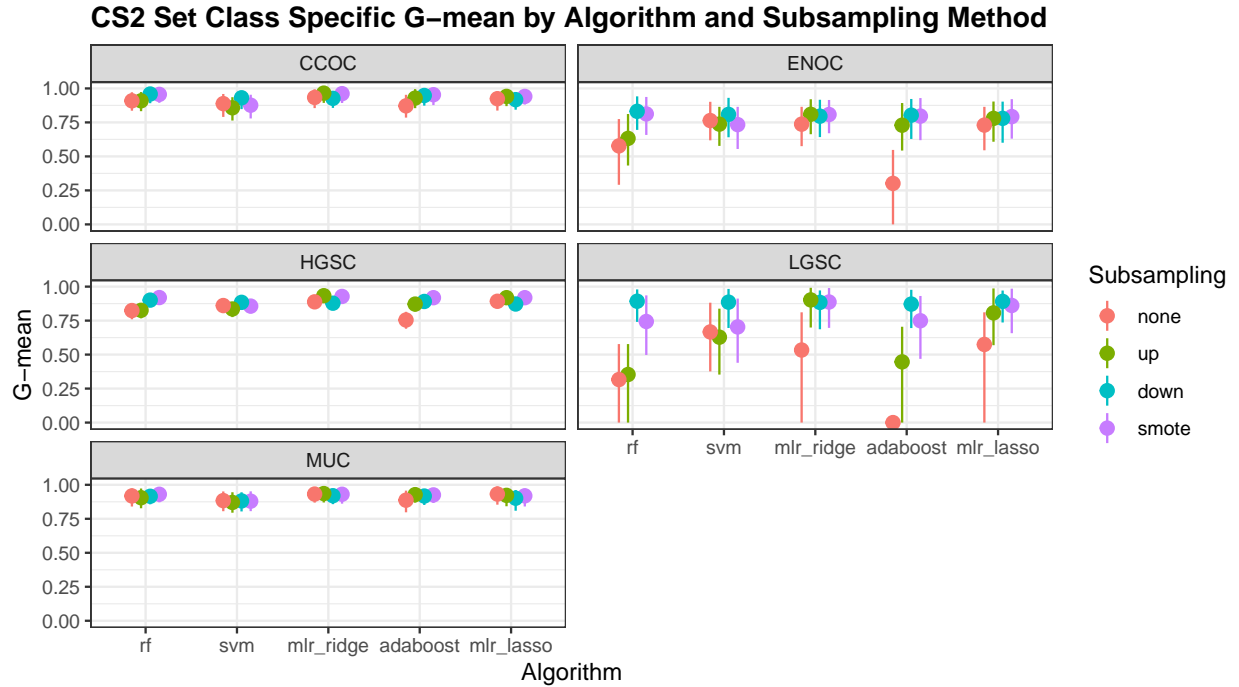 CS2 Set Class Specific G−mean by Algorithm and Subsampling Method
CCOC
ENOC
1.00
0.75
0.50
0.25
0.00
HGSC
LGSC
1.00
0.75
0.50
0.25
0.00
rf svm mlr_ridge adaboost mlr_lasso
MUC
1.00
0.75
0.50
0.25
0.00
rf svm mlr_ridge adaboost mlr_lasso
Algorithm
G−mean
Subsampling
none
up
down
smote